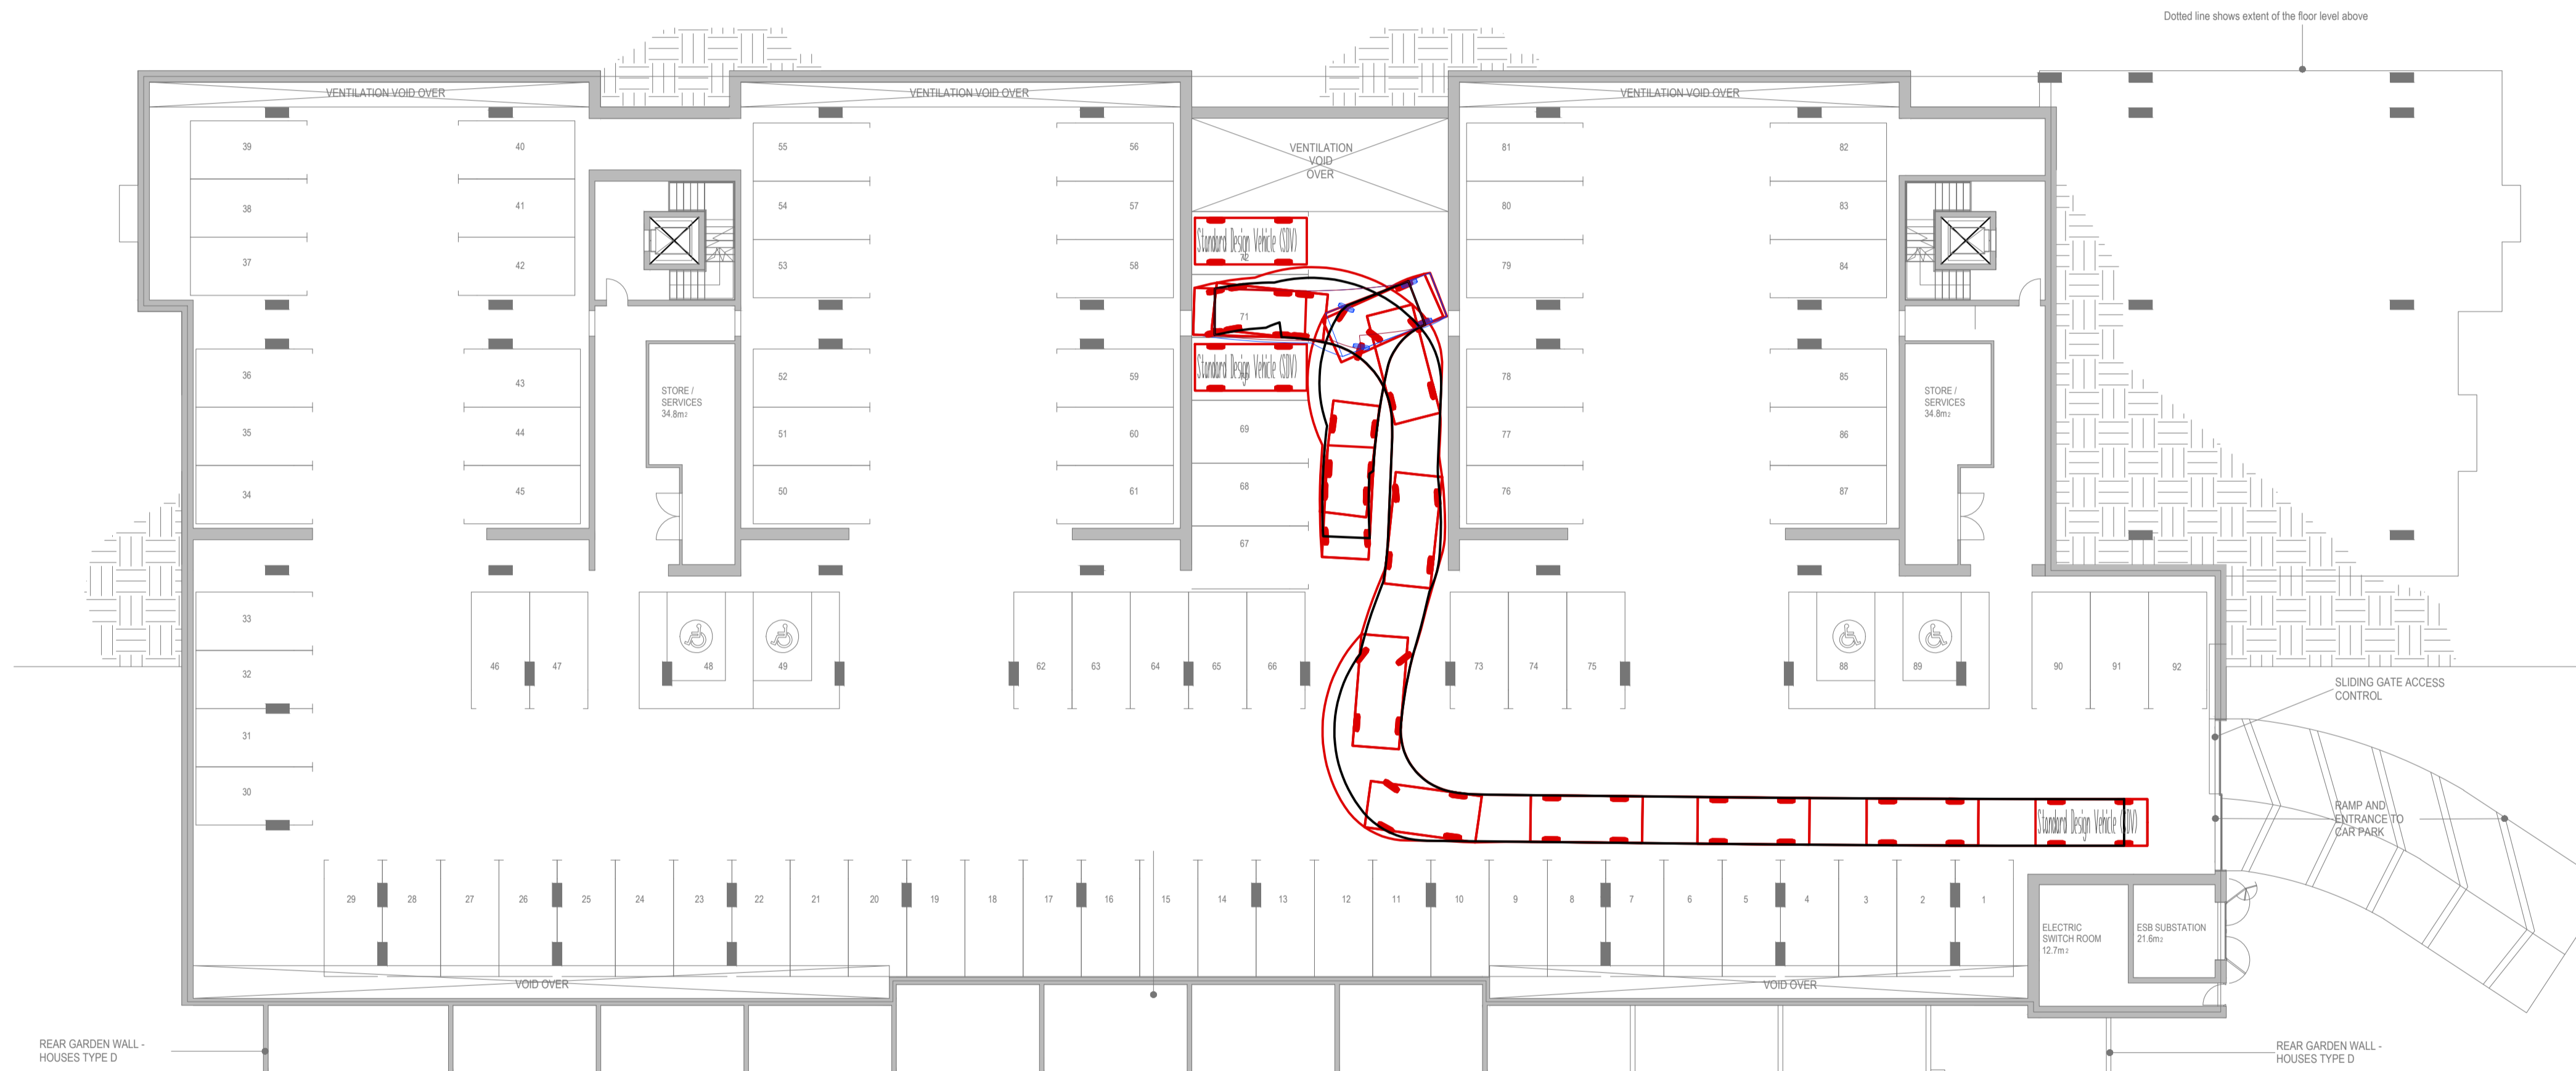 Dotted line shows extent of the floor level above
VENTILATION VOID OVER
VENTILATION VOID OVER
VENTILATION VOID OVER
39
40
55
56
VENTILATION
VOID
OVER
81
82
38
41
54
57
80
83
37
42
53
58
Standard Design Vehicle (SDV)
72
79
84
71
36
43
52
59
Standard Design Vehicle (SDV)
78
85
STORE /
SERVICES
34.8m2
STORE /
SERVICES
34.8m2
35
44
51
60
69
77
86
34
45
50
61
68
76
87
67
33
32
46
47
48
49
62
63
64
65
66
73
74
75
88
89
90
91
92
SLIDING GATE ACCESS
CONTROL
31
30
Standard Design Vehicle (SDV)
RAMP AND
ENTRANCE TO
CAR PARK
29
28
27
26
25
24
23
22
21
20
19
18
17
16
15
14
13
12
11
10
9
8
7
6
5
4
3
2
1
ELECTRIC
SWITCH ROOM
12.7m2
ESB SUBSTATION
21.6m2
VOID OVER
VOID OVER
REAR GARDEN WALL -
HOUSES TYPE D
REAR GARDEN WALL -
HOUSES TYPE D